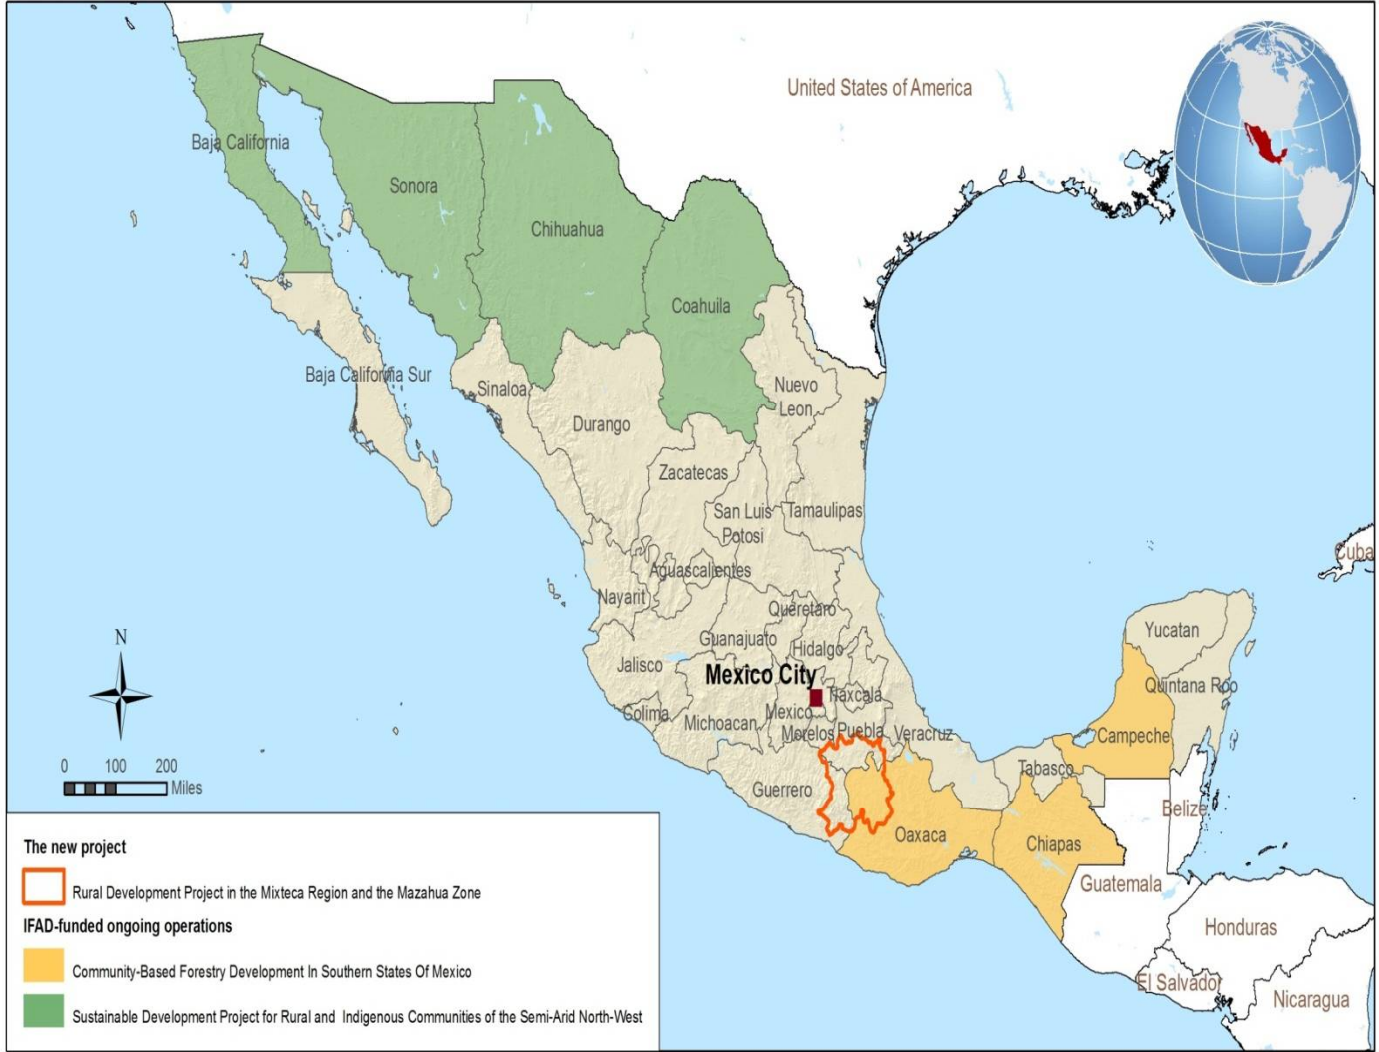 United States of America
Baja California
Sonora
Chihuahua
Coahuila
Baja California Sur
Sinaloa
Nuevo
Leon
Durango
Zacatecas
San Luis
Potosi
Tamaulipas
Cuba
Aguascalientes
Nayarit
Queretaro
Yucatan
Guanajuato
Hidalgo
Jalisco
Mexico City
Quintana Roo
Tlaxcala
Colima
Michoacan
Mexico
Morelos
Puebla
Veracruz
Campeche
Tabasco
Guerrero
Belize
Oaxaca
Chiapas
Guatemala
Honduras
El Salvador
Nicaragua
N
0 100 200
Miles
The new project
Rural Development Project in the Mixteca Region and the Mazahua Zone
IFAD-funded ongoing operations
Community-Based Forestry Development In Southern States Of Mexico
Sustainable Development Project for Rural and Indigenous Communities of the Semi-Arid North-West